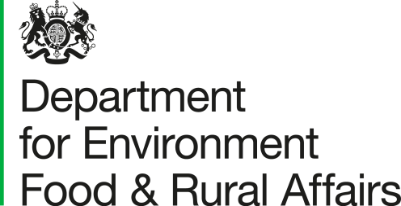 Department
for Environment
Food & Rural Affairs